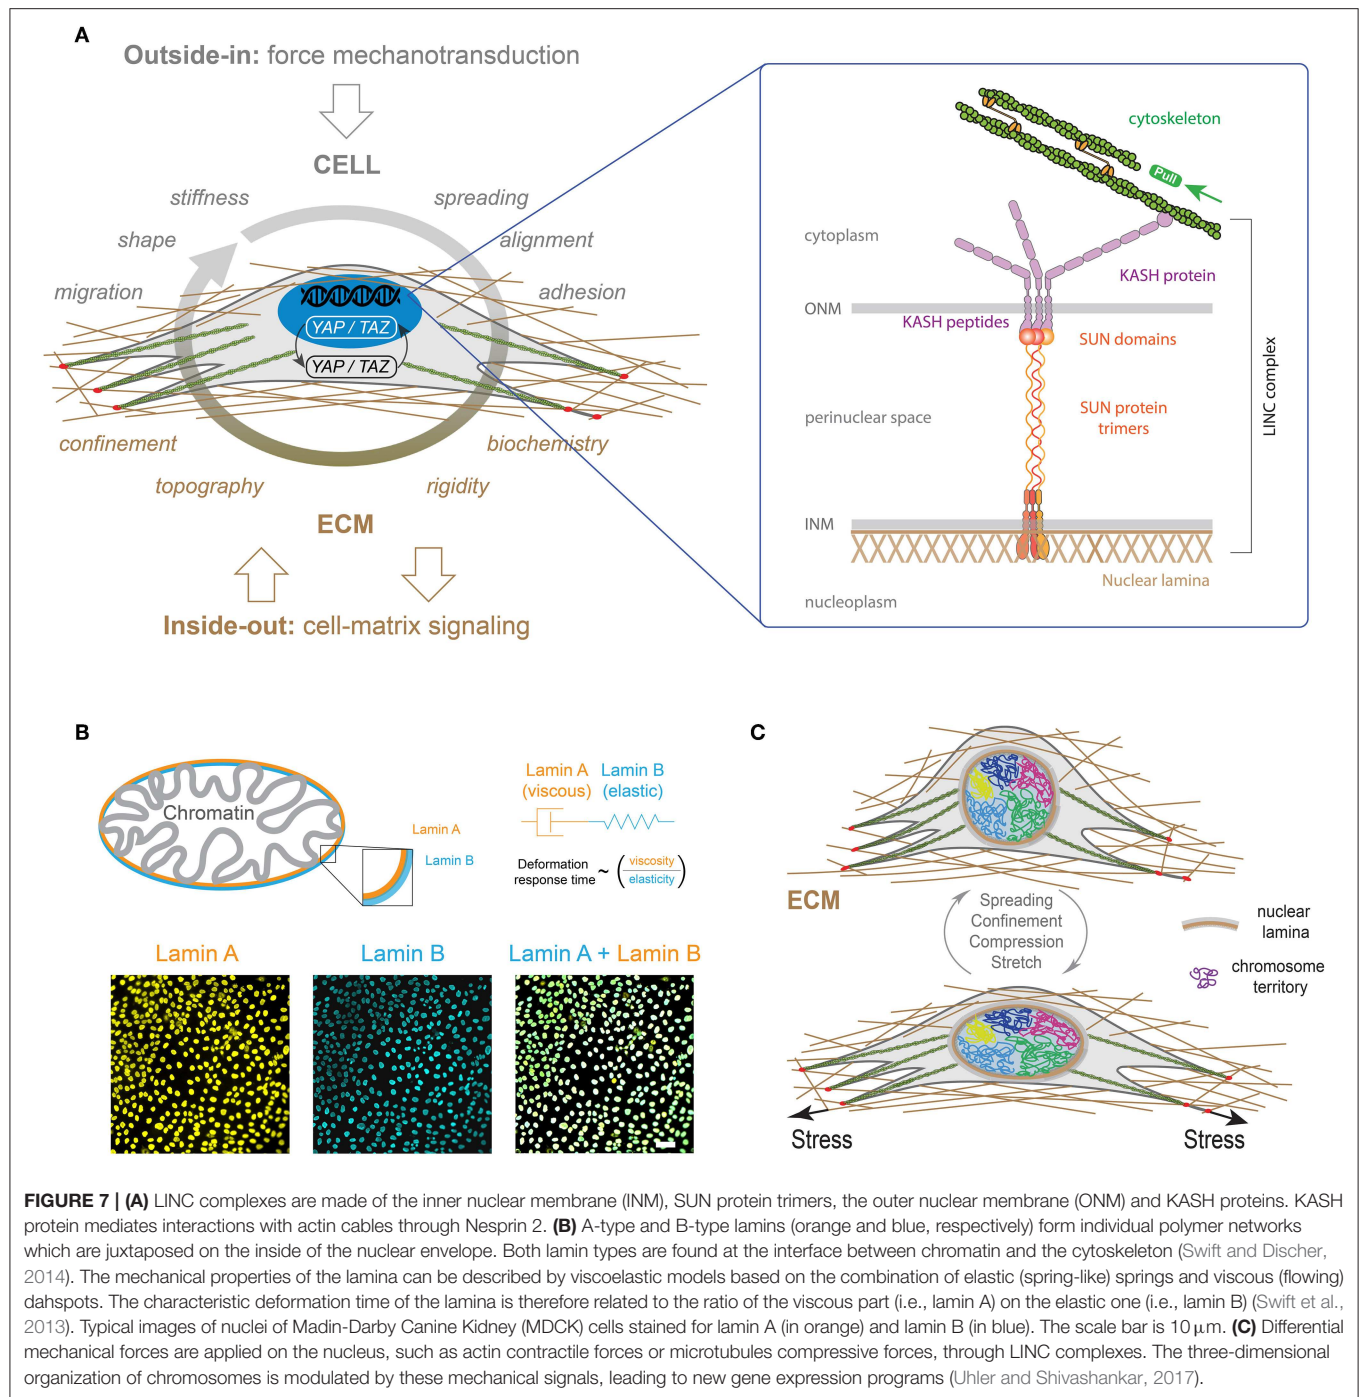 A
Outside-in: force mechanotransduction
CELL
stiffness
spreading
shape
alignment
migration
adhesion
YAP / TAZ
YAP / TAZ
confinement
biochemistry
topography
rigidity
ECM
Inside-out: cell-matrix signaling
cytoskeleton
Pull
cytoplasm
KASH protein
ONM
KASH peptides
SUN domains
perinuclear space
SUN protein
trimers
LINC complex
INM
Nuclear lamina
nucleoplasm
B
Chromatin
Lamin A
Lamin B
Lamin A
(viscous)
Lamin B
(elastic)
Deformation
response time ~ ( viscosity
elasticity )
Lamin A
Lamin B
Lamin A + Lamin B
C
ECM
Spreading
Confinement
Compression
Stretch
nuclear
lamina
chromosome
territory
Stress
Stress
FIGURE 7 | (A) LINC complexes are made of the inner nuclear membrane (INM), SUN protein trimers, the outer nuclear membrane (ONM) and KASH proteins. KASH
protein mediates interactions with actin cables through Nesprin 2. (B) A-type and B-type lamins (orange and blue, respectively) form individual polymer networks
which are juxtaposed on the inside of the nuclear envelope. Both lamin types are found at the interface between chromatin and the cytoskeleton (Swift and Discher,
2014). The mechanical properties of the lamina can be described by viscoelastic models based on the combination of elastic (spring-like) springs and viscous (flowing)
dahspots. The characteristic deformation time of the lamina is therefore related to the ratio of the viscous part (i.e., lamin A) on the elastic one (i.e., lamin B) (Swift et al.,
2013). Typical images of nuclei of Madin-Darby Canine Kidney (MDCK) cells stained for lamin A (in orange) and lamin B (in blue). The scale bar is 10 μm. (C) Differential
mechanical forces are applied on the nucleus, such as actin contractile forces or microtubules compressive forces, through LINC complexes. The three-dimensional
organization of chromosomes is modulated by these mechanical signals, leading to new gene expression programs (Uhler and Shivashankar, 2017).